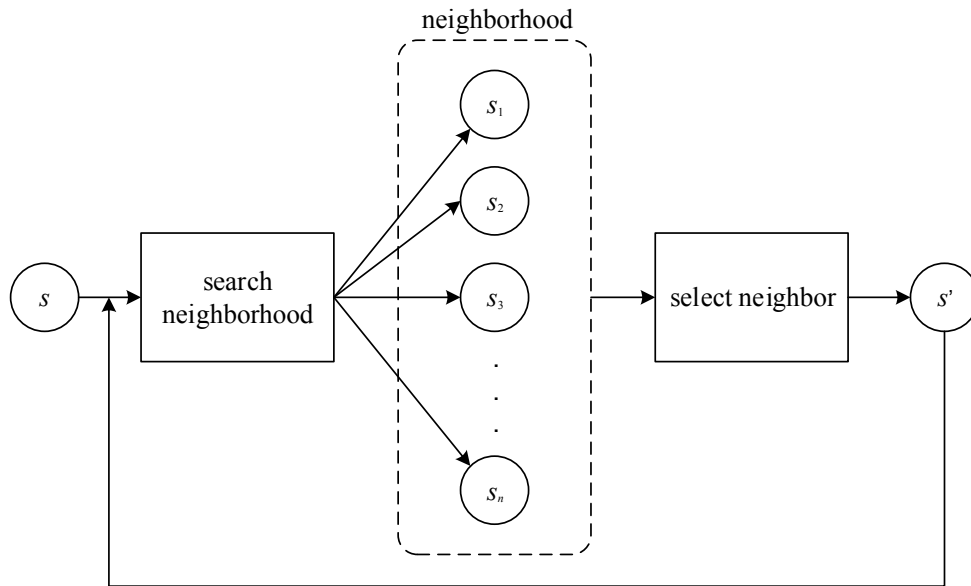 neighborhood
s1
s2
s
search
neighborhood
s3
select neighbor
s'
.
.
.
sn